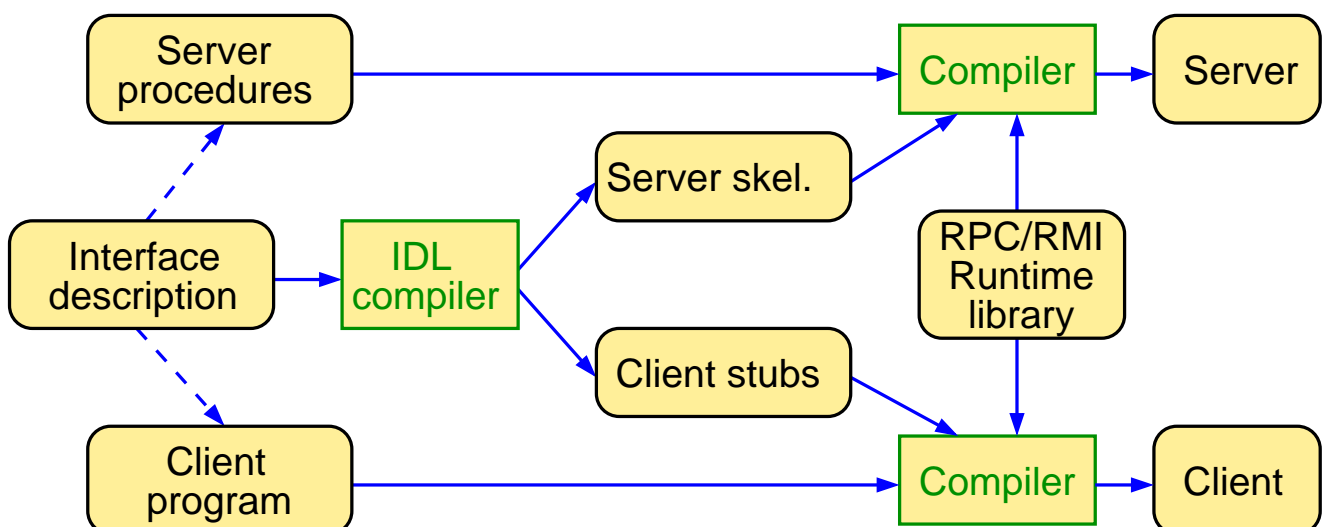 Server
procedures
Compiler
Server
Server skel.
Interface
description
IDL
compiler
RPC/RMI
Runtime
library
Client stubs
Client
program
Compiler
Client